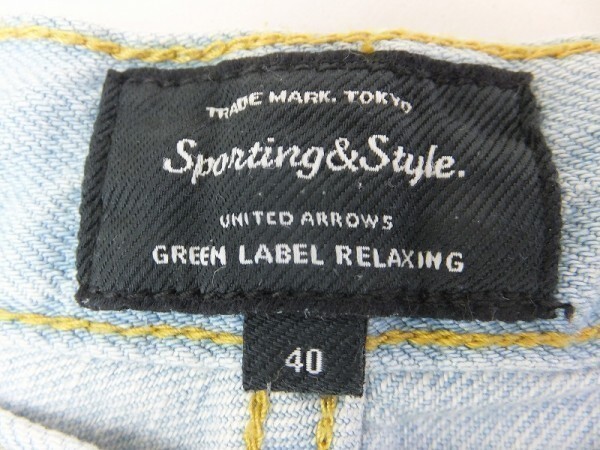 TRADE MARK. TOKYO
Sporting&Style.
UNITED ARROWS
GREEN LABEL RELAXING
40